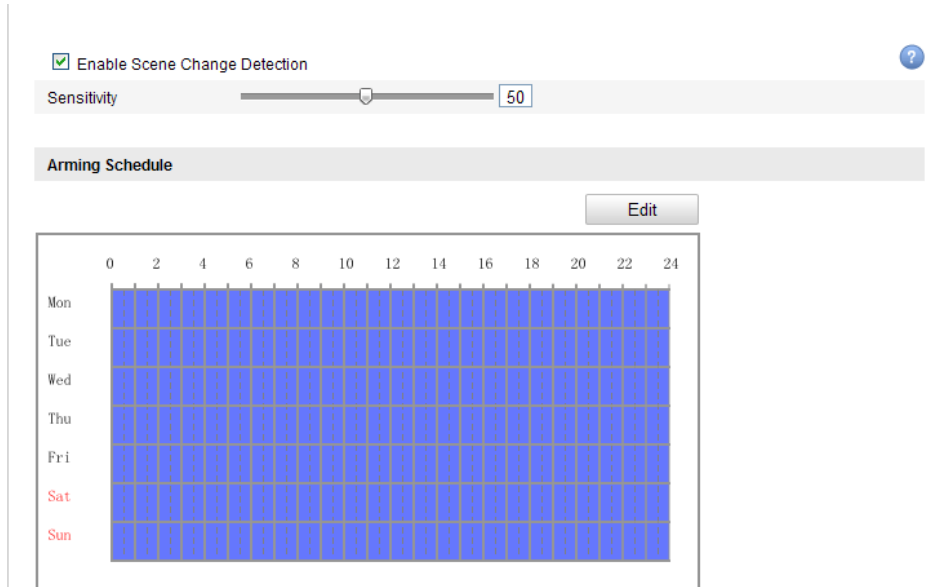 Enable Scene Change Detection
?
Sensitivity 50
Arming Schedule
Edit
0 2 4 6 8 10 12 14 16 18 20 22 24
Mon
Tue
Wed
Thu
Fri
Sat
Sun